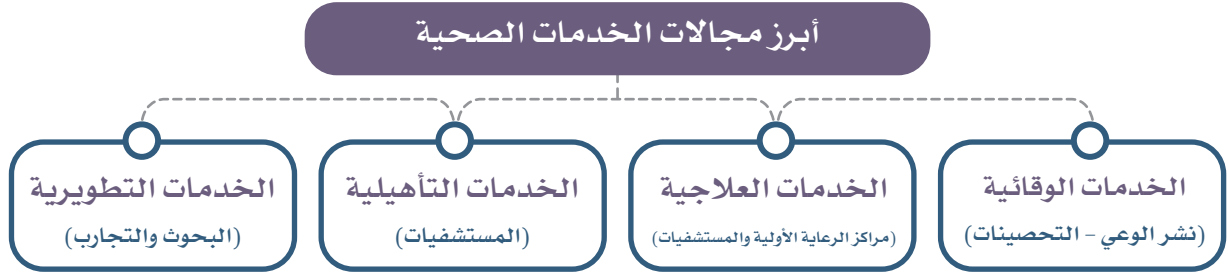 أبرز مجالات الخدمات الصحية
الخدمات الوقائية
(نشر الوعي - التحصينات)
الخدمات العلاجية
(مراكز الرعاية الأولية والمستشفيات)
الخدمات التأهيلية
(المستشفيات)
الخدمات التطويرية
(البحوث والتجارب)